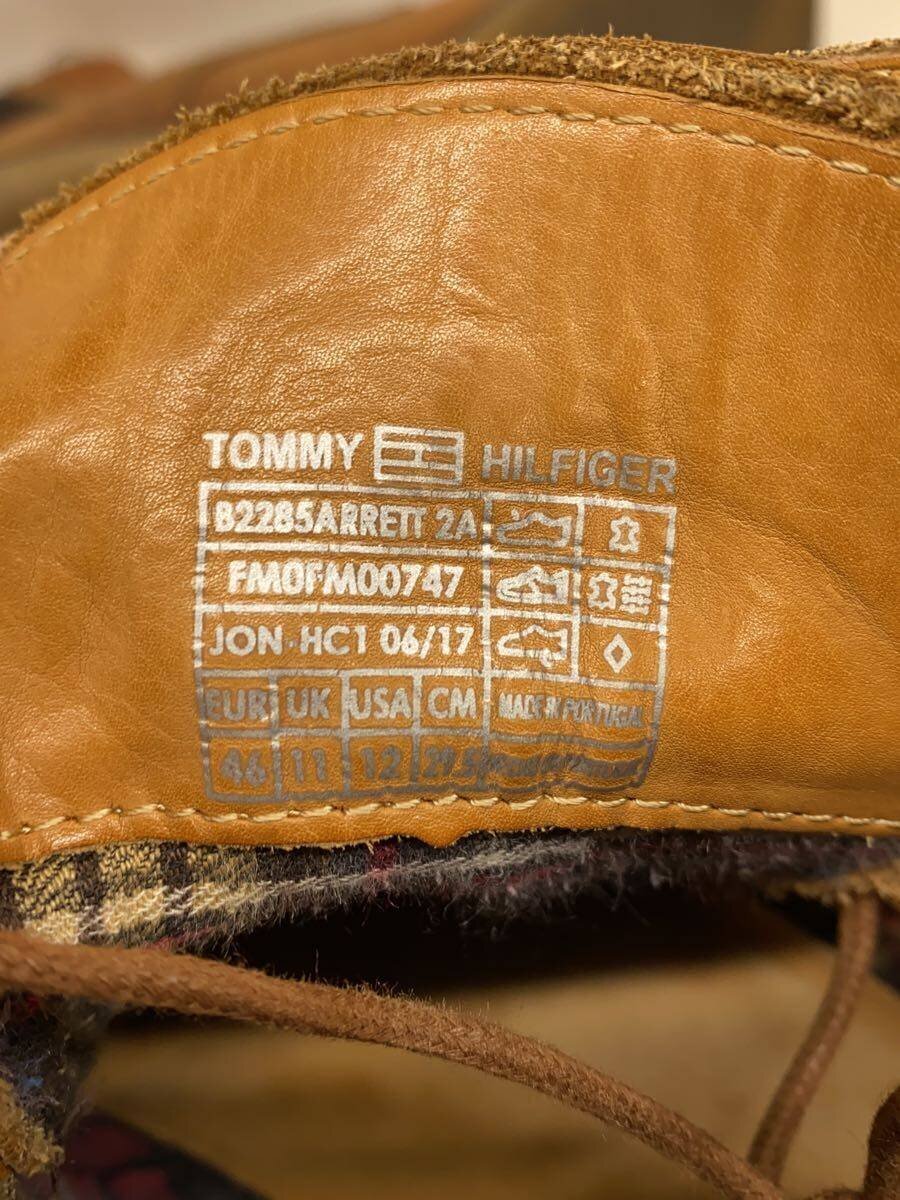 TOMMY HILFIGER
B2285ARRETT 2A
FM0FM00747
JON-HC1 06/17
EUR UK USA CM MADE IN PORTUGAL
46 11 12 29.5